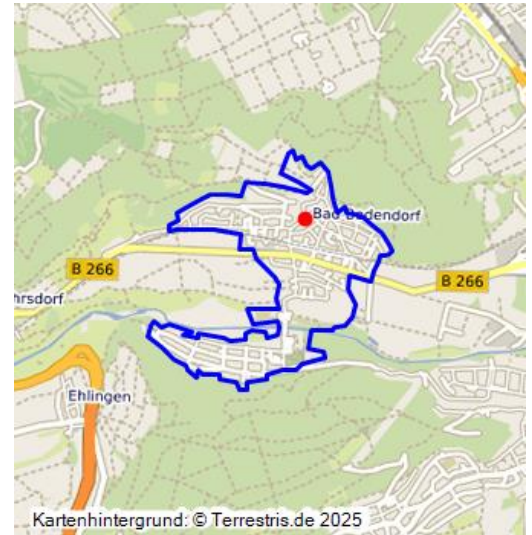 Bad Bodendorf
B 266
B 266
hrsdorf
Ehlingen
Kartenhintergrund: © Terrestris.de 2025